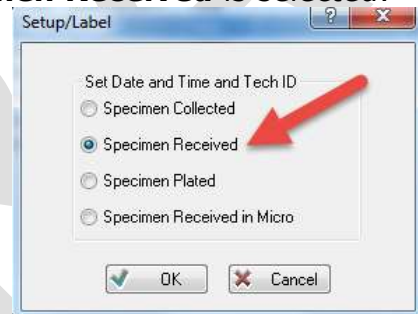 Setup/Label
Set Date and Time and Tech ID
Specimen Collected
Specimen Received
Specimen Plated
Specimen Received in Micro
OK Cancel